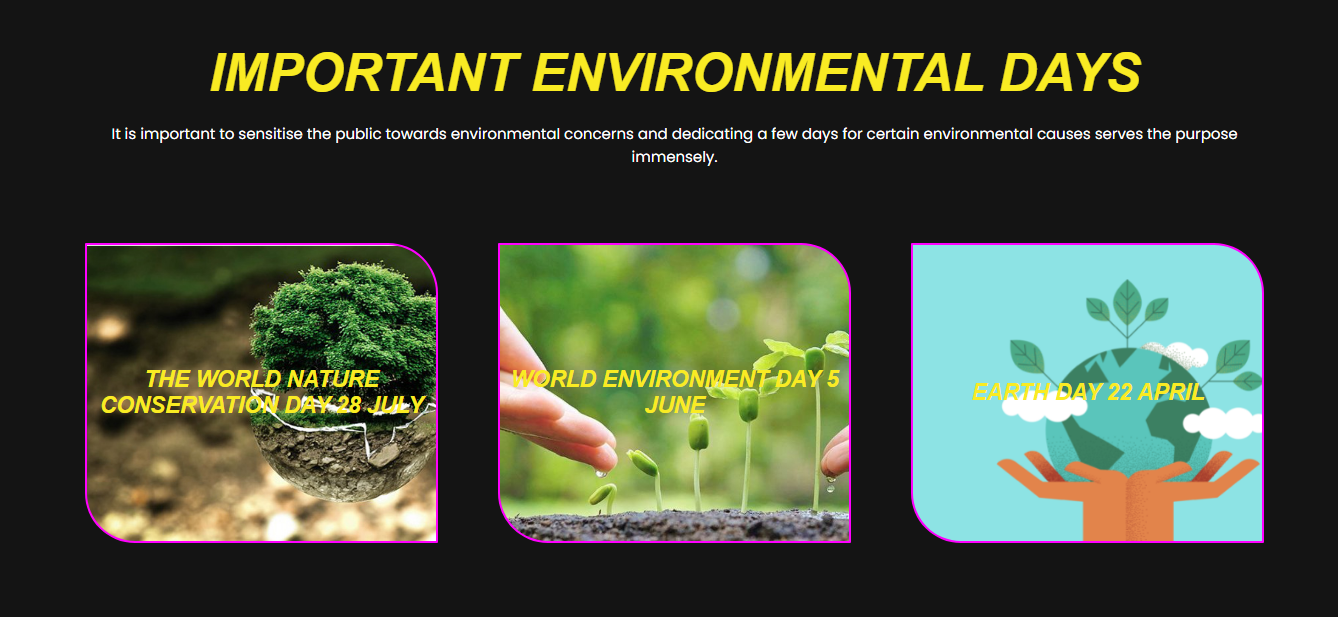 IMPORTANT ENVIRONMENTAL DAYS
It is important to sensitise the public towards environmental concerns and dedicating a few days for certain environmental causes serves the purpose
immensely.
THE WORLD NATURE
CONSERVATION DAY 28 JULY
WORLD ENVIRONMENT DAY 5
JUNE
EARTH DAY 22 APRIL